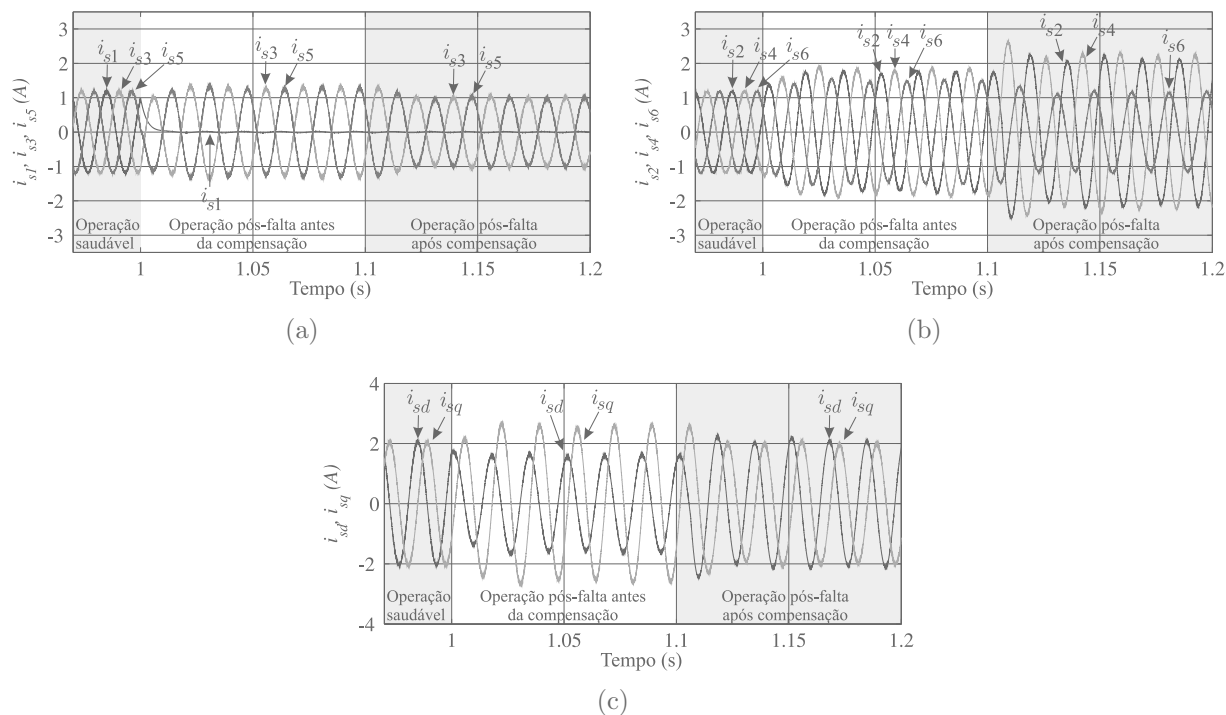 3
2
1
0
-1
-2
-3
i_s1, i_s3, i_s5 (A)
i_s1
i_s3
i_s5
i_s3
i_s5
i_s3
i_s5
i_s1
Operação
saudável
Operação pós-falta antes
da compensação
Operação pós-falta
após compensação
1 1.05 1.1 1.15 1.2
Tempo (s)
(a)
3
2
1
0
-1
-2
-3
i_s2, i_s4, i_s6 (A)
i_s2
i_s4
i_s6
i_s2
i_s4
i_s6
i_s2
i_s4
i_s6
Operação
saudável
Operação pós-falta antes
da compensação
Operação pós-falta
após compensação
1 1.05 1.1 1.15 1.2
Tempo (s)
(b)
4
2
0
-2
-4
i_sd, i_sq (A)
i_sd
i_sq
i_sd
i_sq
i_sd
i_sq
Operação
saudável
Operação pós-falta antes
da compensação
Operação pós-falta
após compensação
1 1.05 1.1 1.15 1.2
Tempo (s)
(c)